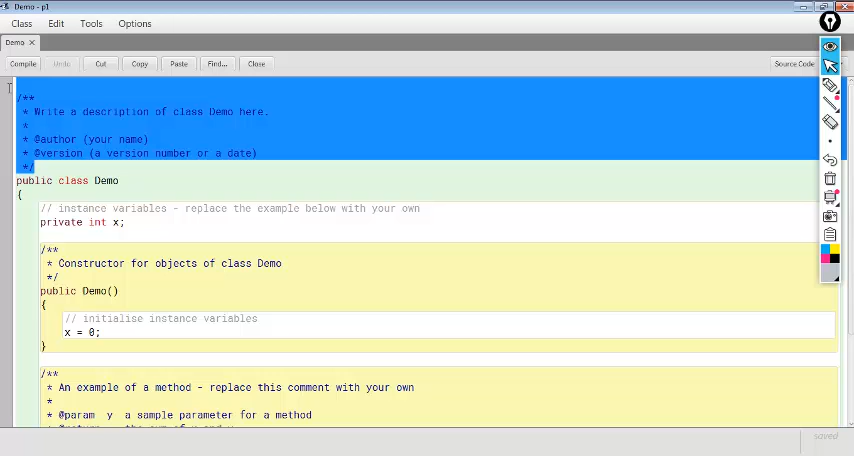 Demo - p1
Class Edit Tools Options
Demo ×
Compile Undo Cut Copy Paste Find... Close Source Code
/**
* Write a description of class Demo here.
*
* @author (your name)
* @version (a version number or a date)
*/
public class Demo
{
// instance variables - replace the example below with your own
private int x;
/**
* Constructor for objects of class Demo
*/
public Demo()
{
// initialise instance variables
x = 0;
}
/**
* An example of a method - replace this comment with your own
*
* @param y a sample parameter for a method
saved